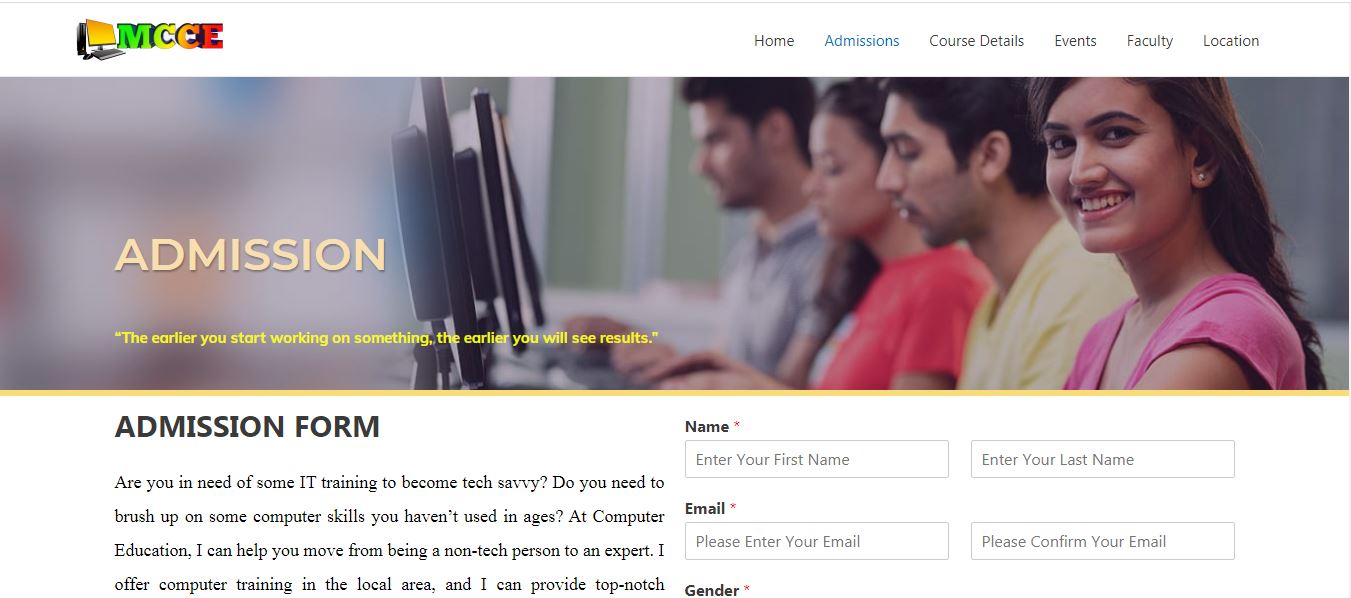 MCCE
Home Admissions Course Details Events Faculty Location
ADMISSION
“The earlier you start working on something, the earlier you will see results.”
ADMISSION FORM
Are you in need of some IT training to become tech savvy? Do you need to
brush up on some computer skills you haven’t used in ages? At Computer
Education, I can help you move from being a non-tech person to an expert. I
offer computer training in the local area, and I can provide top-notch
Name *
Enter Your First Name Enter Your Last Name
Email *
Please Enter Your Email Please Confirm Your Email
Gender *